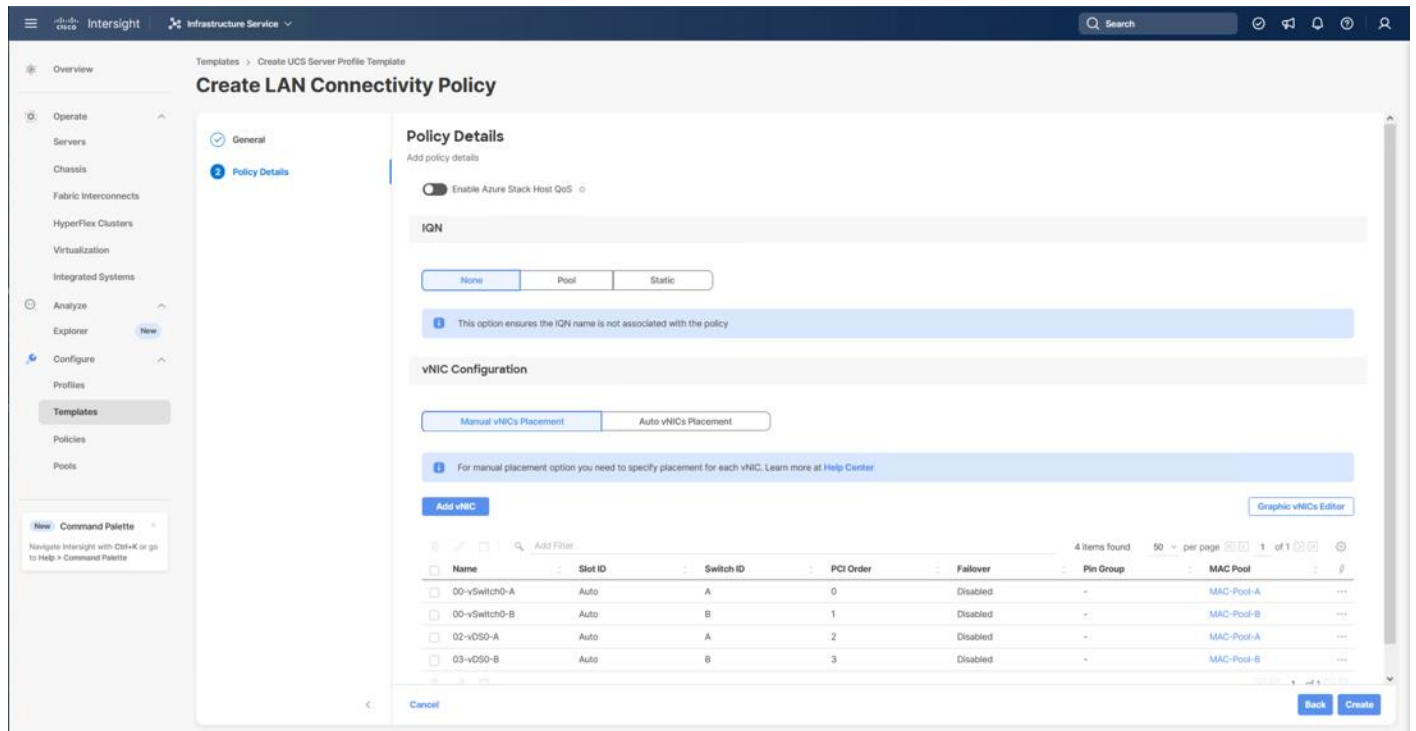 cisco Intersight Infrastructure Service Search
Overview
Operate
Servers
Chassis
Fabric Interconnects
HyperFlex Clusters
Virtualization
Integrated Systems
Analyze
Explorer New
Configure
Profiles
Templates
Policies
Pools
New Command Palette
Navigate Intersight with Ctrl+K or go
to Help > Command Palette
Templates > Create UCS Server Profile Template
Create LAN Connectivity Policy
General
2 Policy Details
Policy Details
Add policy details
Enable Azure Stack Host QoS
IQN
None Pool Static
This option ensures the IQN name is not associated with the policy
vNIC Configuration
Manual vNICs Placement Auto vNICs Placement
For manual placement option you need to specify placement for each vNIC. Learn more at Help Center
Add vNIC Graphic vNICs Editor
Add Filter 4 items found 50 per page 1 of 1
Name Slot ID Switch ID PCI Order Failover Pin Group MAC Pool
00-vSwitch0-A Auto A 0 Disabled - MAC-Pool-A ...
00-vSwitch0-B Auto B 1 Disabled - MAC-Pool-B ...
02-vDS0-A Auto A 2 Disabled - MAC-Pool-A ...
03-vDS0-B Auto B 3 Disabled - MAC-Pool-B ...
1 of 1
Cancel Back Create